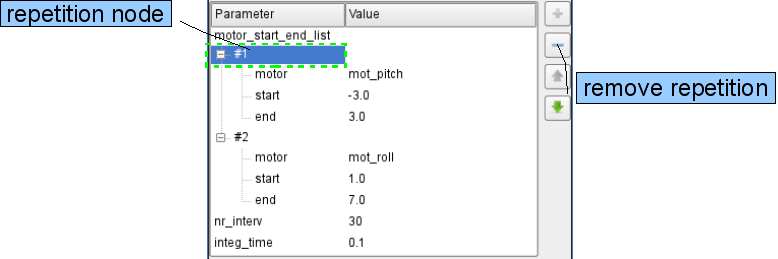 repetition node
Parameter Value
motor_start_end_list
#1
motor mot_pitch
start -3.0
end 3.0
remove repetition
#2
motor mot_roll
start 1.0
end 7.0
nr_interv 30
integ_time 0.1